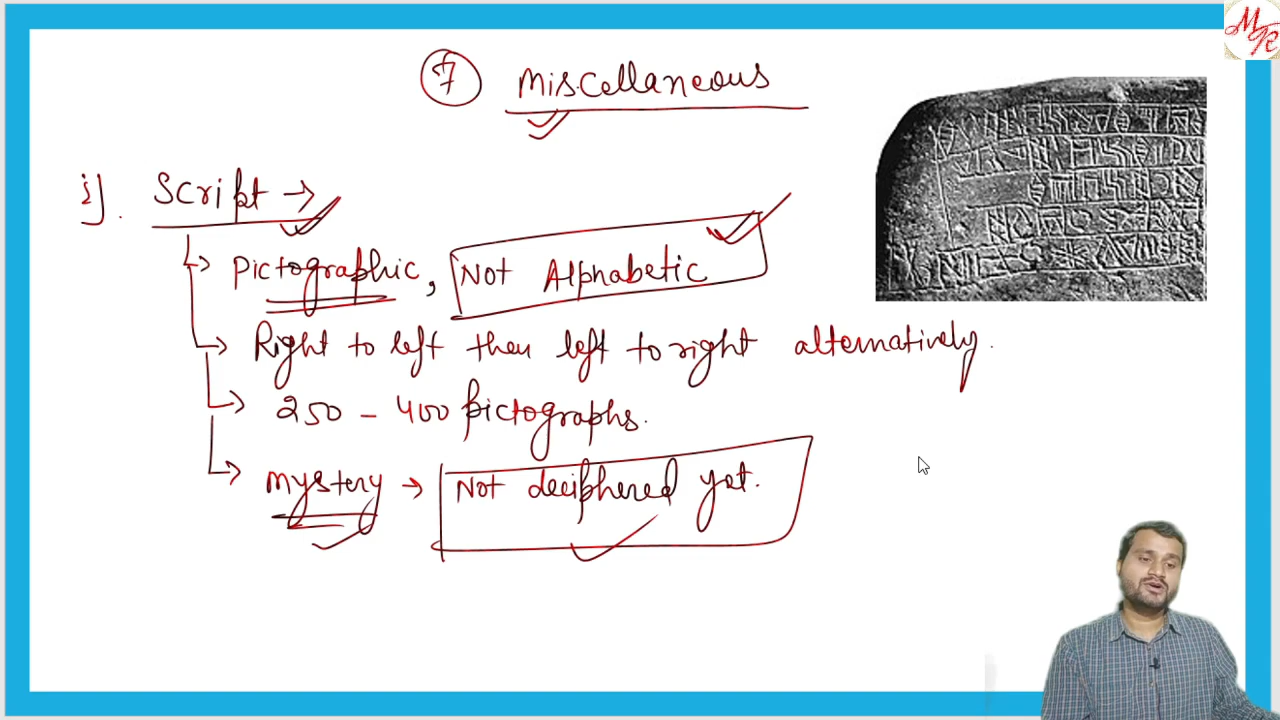 MR
⑦ Miscellaneous
i). Script →
Pictographic, Not Alphabetic
Right to left then left to right alternatively.
250 - 400 pictographs.
Mystery → Not deciphered yet.